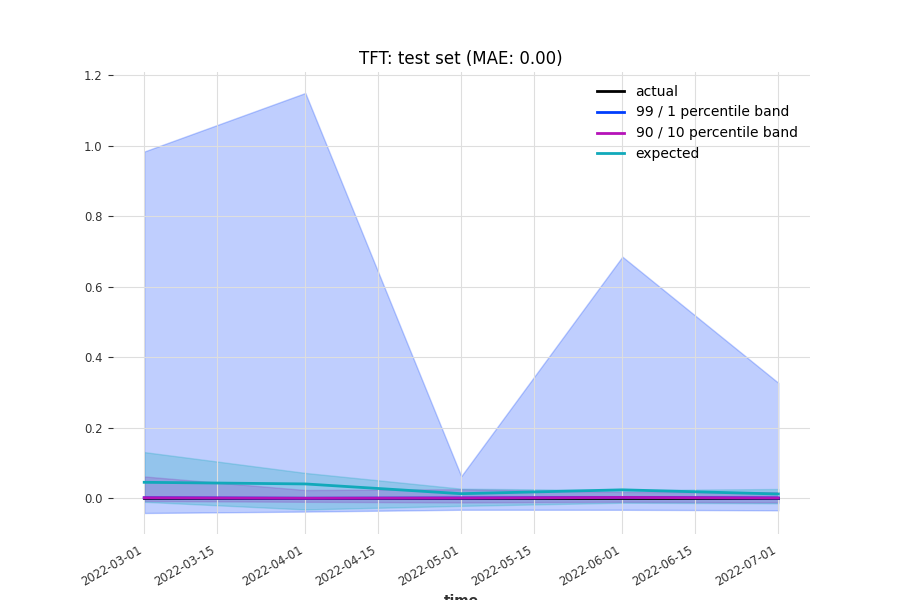 TFT: test set (MAE: 0.00)
actual
99 / 1 percentile band
90 / 10 percentile band
expected
1.2
1.0
0.8
0.6
0.4
0.2
0.0
2022-03-01
2022-03-15
2022-04-01
2022-04-15
2022-05-01
2022-05-15
2022-06-01
2022-06-15
2022-07-01
time